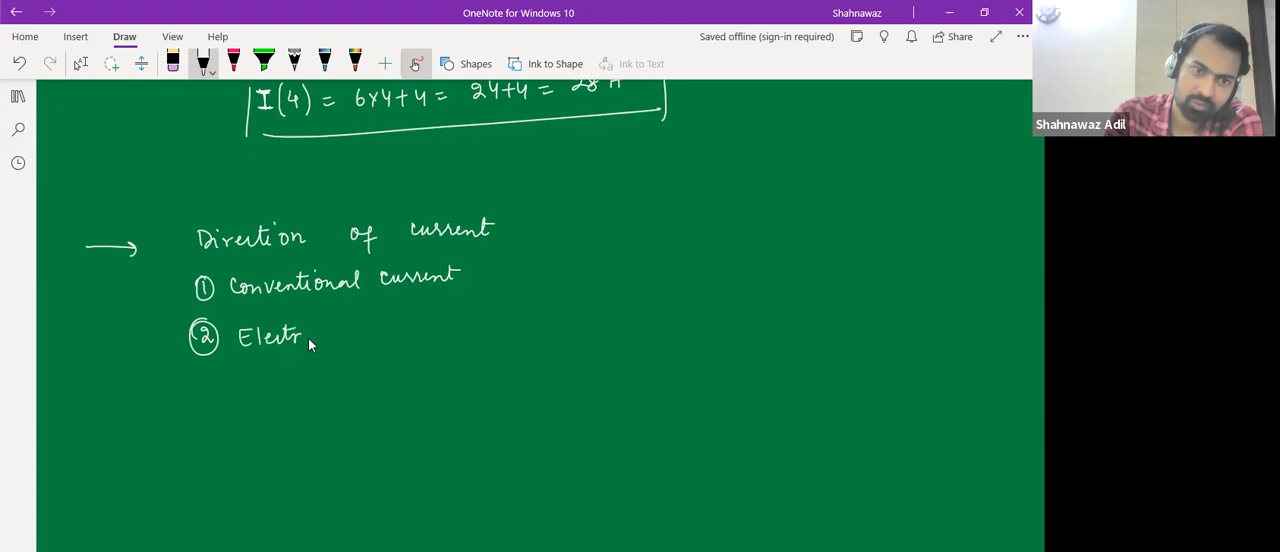 OneNote for Windows 10
Shahnawaz
Home Insert Draw View Help
Saved offline (sign-in required)
Share
Shapes
Ink to Shape
Ink to Text
I(4) = 6x4+4 = 24+4 = 28 A
Shahnawaz Adil
→ Direction of current
① Conventional current
② Electr